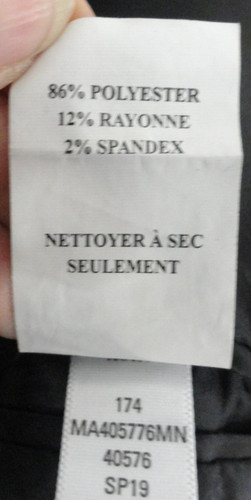 86% POLYESTER
12% RAYONNE
2% SPANDEX
NETTOYER À SEC
SEULEMENT
174
MA405776MN
40576
SP19